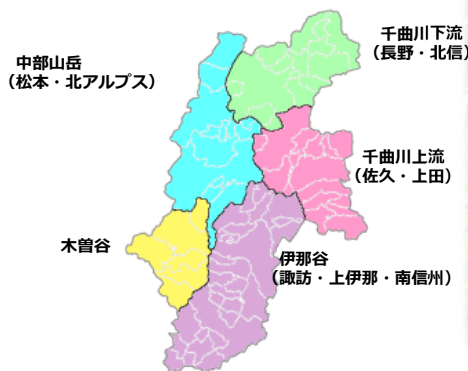 中部山岳
（松本・北アルプス）
千曲川下流
（長野・北信）
千曲川上流
（佐久・上田）
木曽谷
伊那谷
（諏訪・上伊那・南信州）